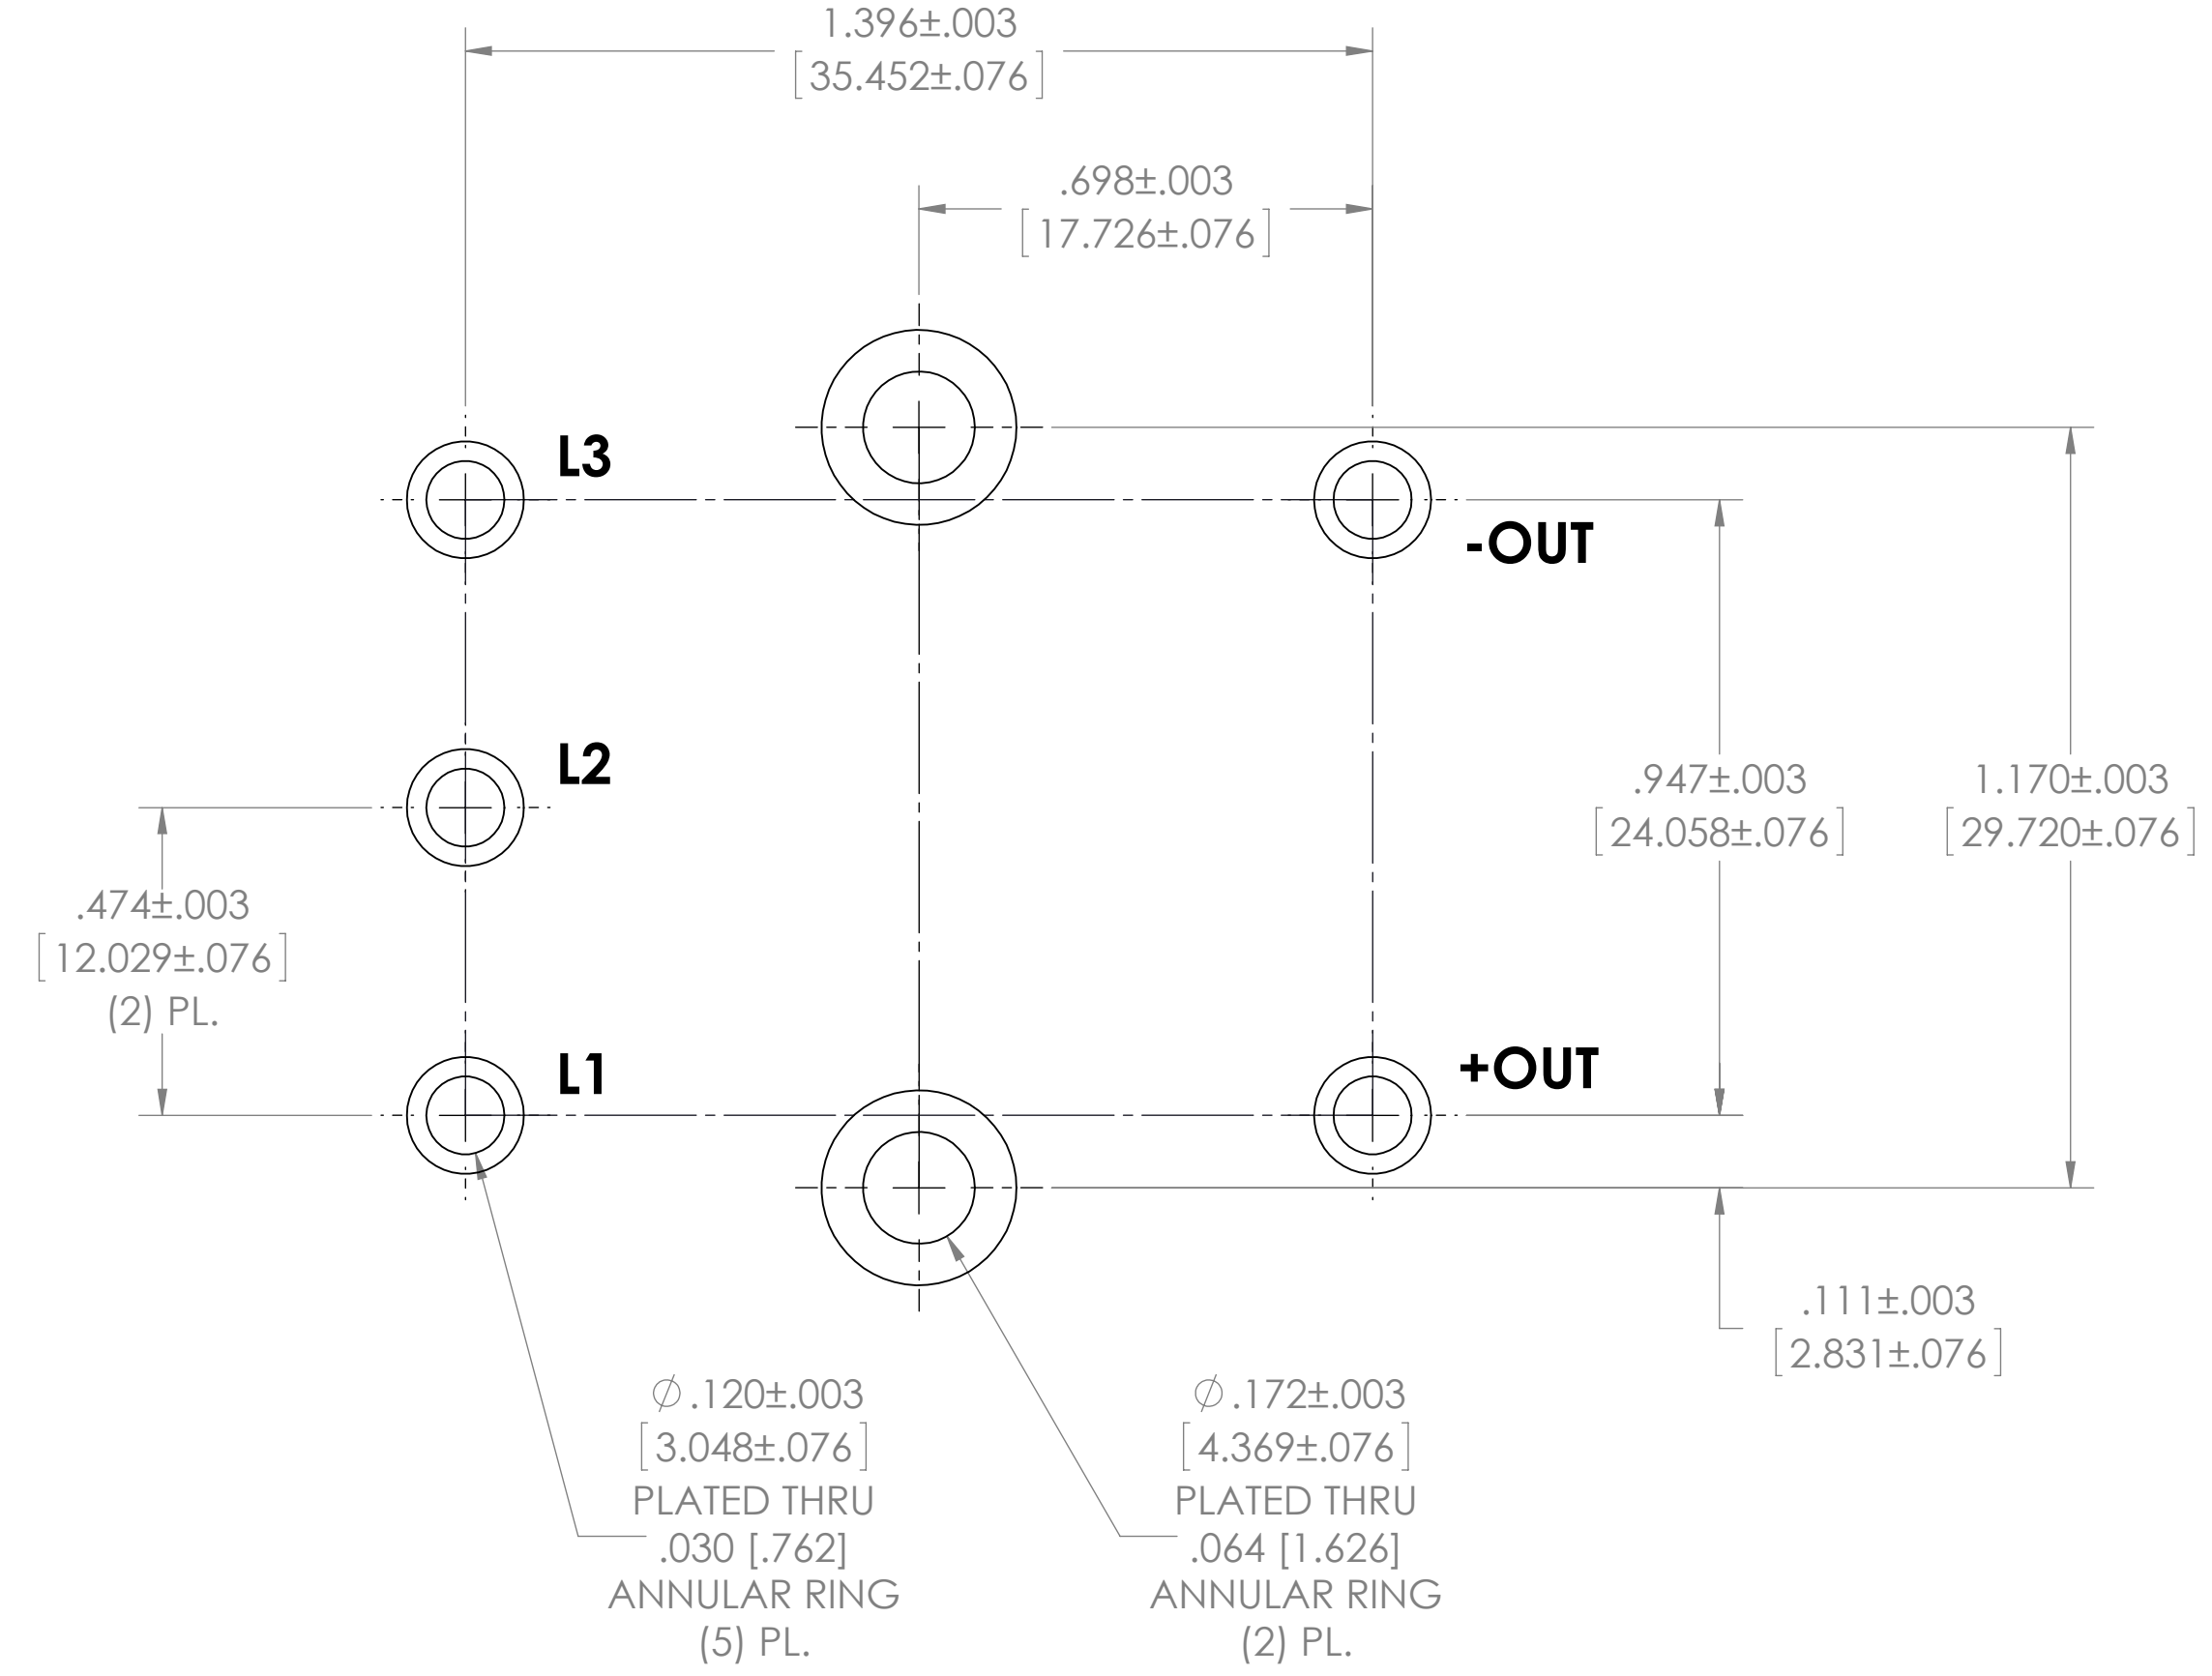 1.396±.003
[35.452±.076]
.698±.003
[17.726±.076]
L3
-OUT
L2
.947±.003
[24.058±.076]
1.170±.003
[29.720±.076]
.474±.003
[12.029±.076]
(2) PL.
L1
+OUT
.111±.003
[2.831±.076]
∅ .120±.003
[3.048±.076]
PLATED THRU
.030 [.762]
ANNULAR RING
(5) PL.
∅ .172±.003
[4.369±.076]
PLATED THRU
.064 [1.626]
ANNULAR RING
(2) PL.